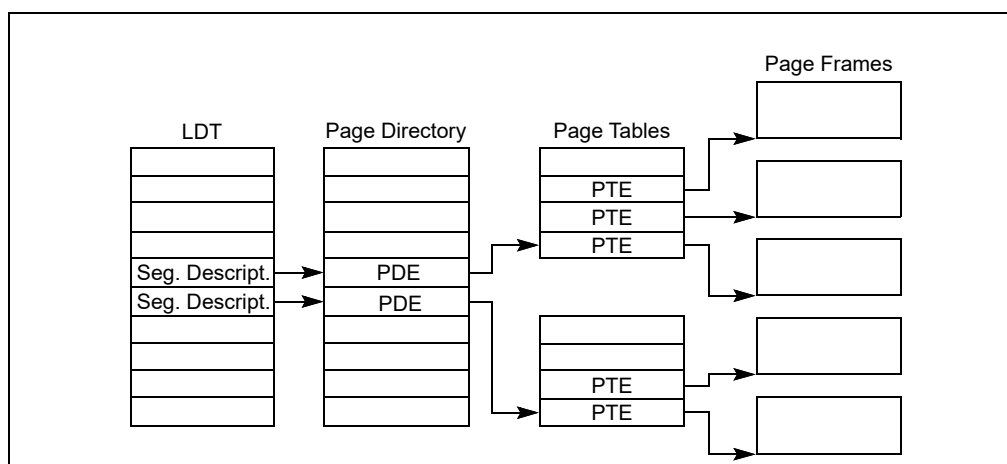 Page Frames
LDT
Page Directory
Page Tables
PTE
PTE
PTE
Seg. Descript.
PDE
Seg. Descript.
PDE
PTE
PTE